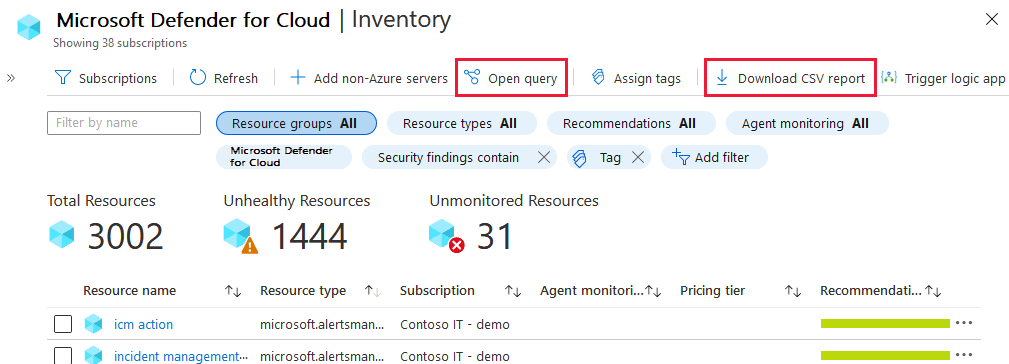 Microsoft Defender for Cloud | Inventory
Showing 38 subscriptions
» Subscriptions Refresh Add non-Azure servers Open query Assign tags Download CSV report Trigger logic app
Filter by name Resource groups All Resource types All Recommendations All Agent monitoring All
Microsoft Defender
for Cloud
Security findings contain Tag Add filter
Total Resources Unhealthy Resources Unmonitored Resources
3002 1444 31
Resource name Resource type Subscription Agent monitori... Pricing tier Recommendati...
icm action microsoft.alertsman... Contoso IT - demo
incident management... microsoft.alertsman... Contoso IT - demo